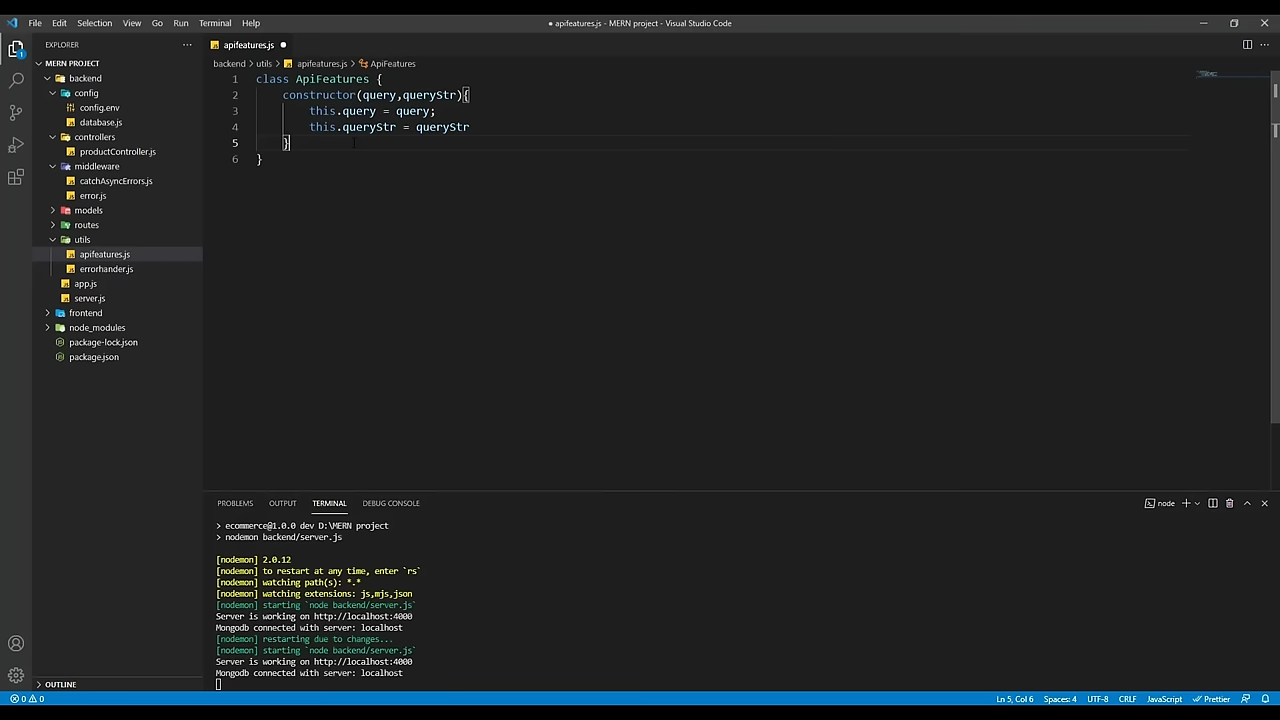 File Edit Selection View Go Run Terminal Help
● apifeatures.js - MERN project - Visual Studio Code
EXPLORER
MERN PROJECT
backend
config
config.env
database.js
controllers
productController.js
middleware
catchAsyncErrors.js
error.js
models
routes
utils
apifeatures.js
errorhander.js
app.js
server.js
frontend
node_modules
package-lock.json
package.json
OUTLINE
1
apifeatures.js ●
backend > utils > apifeatures.js > ApiFeatures
1 class ApiFeatures {
2 constructor(query,queryStr){
3 this.query = query;
4 this.queryStr = queryStr
5 }
6 }
PROBLEMS OUTPUT TERMINAL DEBUG CONSOLE
node
> ecommerce@1.0.0 dev D:\MERN project
> nodemon backend/server.js
[nodemon] 2.0.12
[nodemon] to restart at any time, enter `rs`
[nodemon] watching path(s): *.*
[nodemon] watching extensions: js,mjs,json
[nodemon] starting `node backend/server.js`
Server is working on http://localhost:4000
Mongodb connected with server: localhost
[nodemon] restarting due to changes...
[nodemon] starting `node backend/server.js`
Server is working on http://localhost:4000
Mongodb connected with server: localhost
0 0
Ln 5, Col 6 Spaces: 4 UTF-8 CRLF JavaScript Prettier